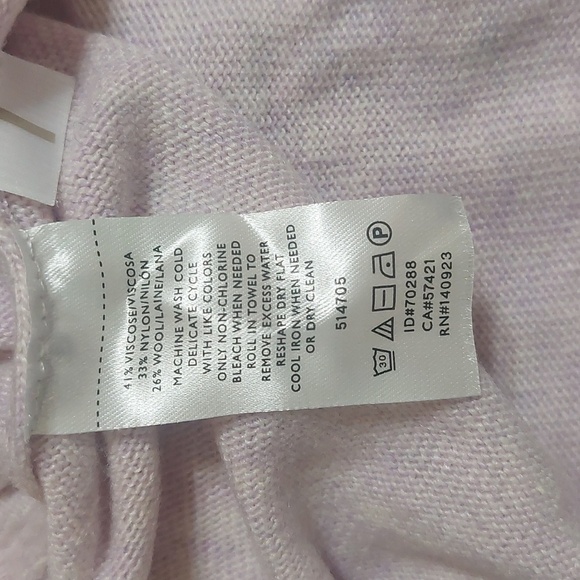 41% VISCOSE/VISCOSA
33% NYLON/NILÓN
26% WOOL/LAINE/LANA
MACHINE WASH COLD
DELICATE CYCLE
WITH LIKE COLORS
ONLY NON-CHLORINE
BLEACH WHEN NEEDED
ROLL IN TOWEL TO
REMOVE EXCESS WATER
RESHAPE DRY FLAT
COOL IRON WHEN NEEDED
OR DRY CLEAN
514705
30 P
ID#70288
CA#57421
RN#140923